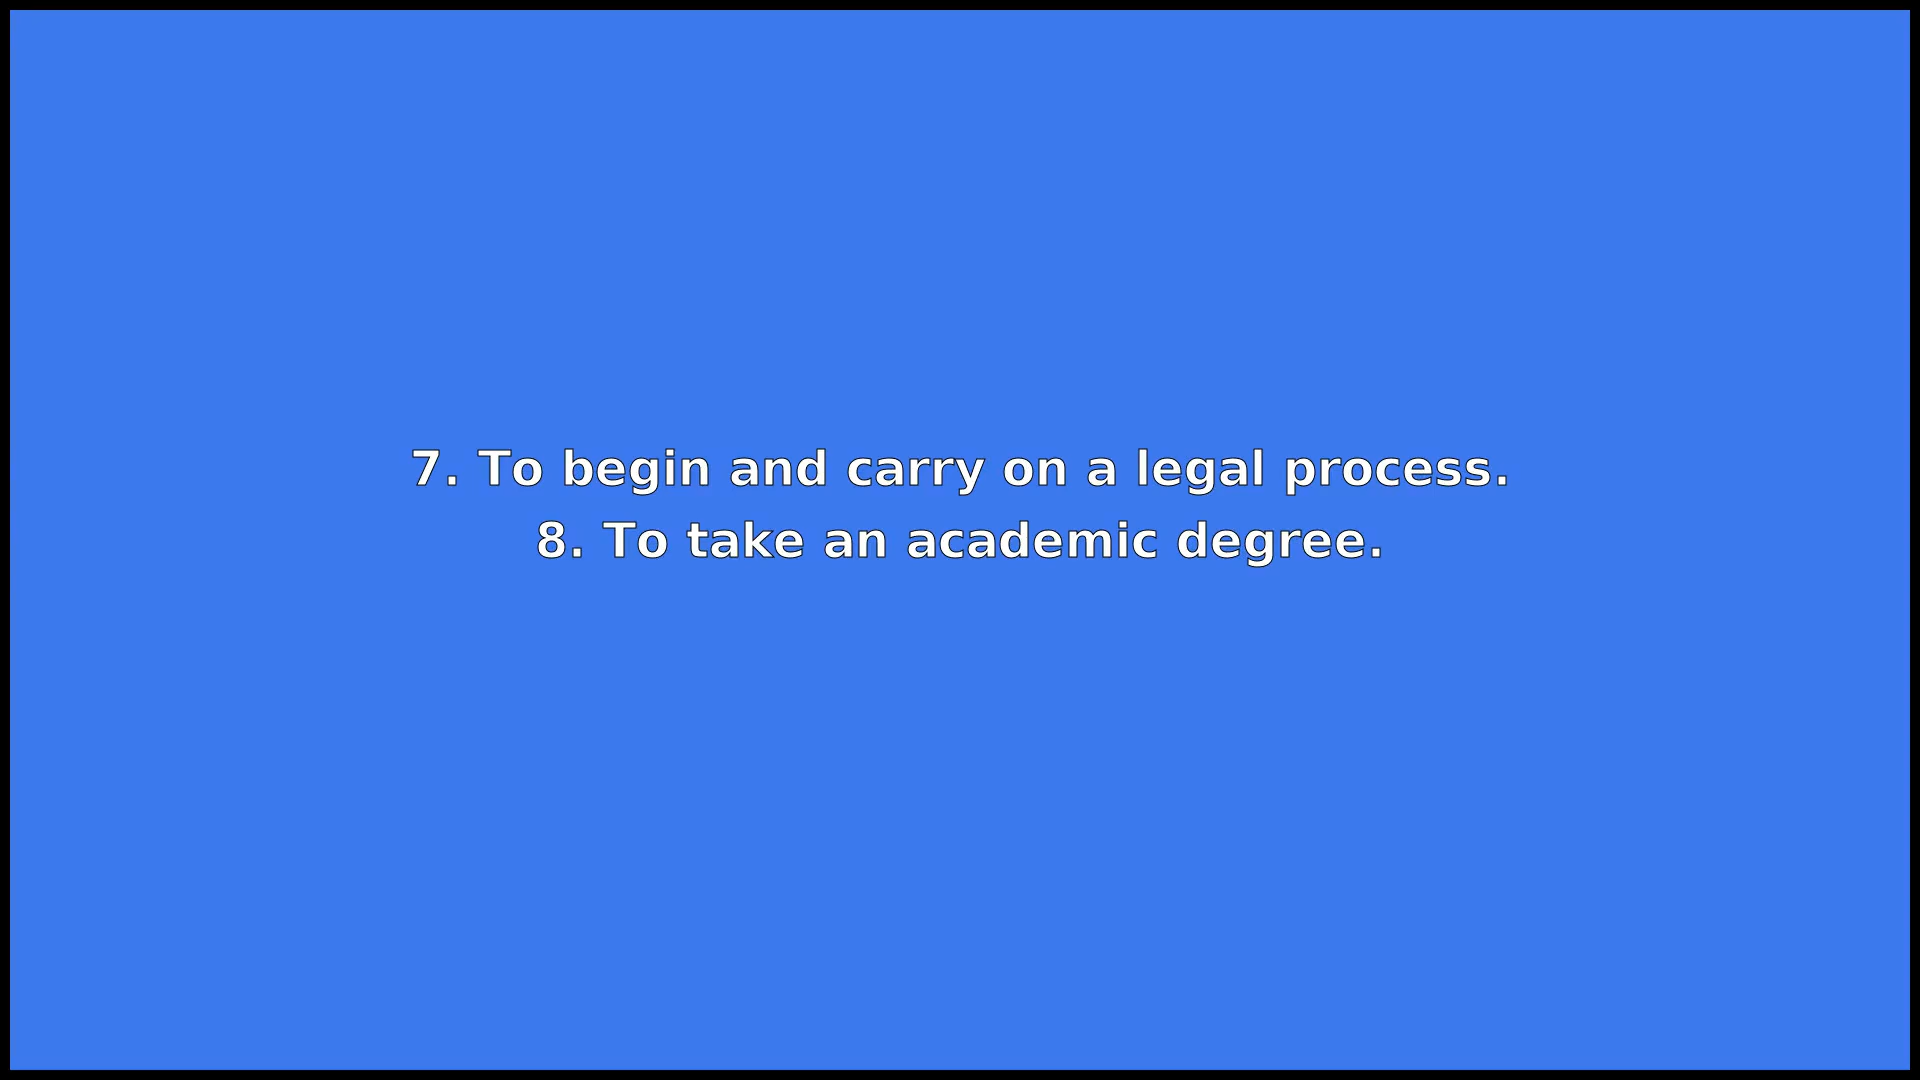 7. To begin and carry on a legal process.
8. To take an academic degree.